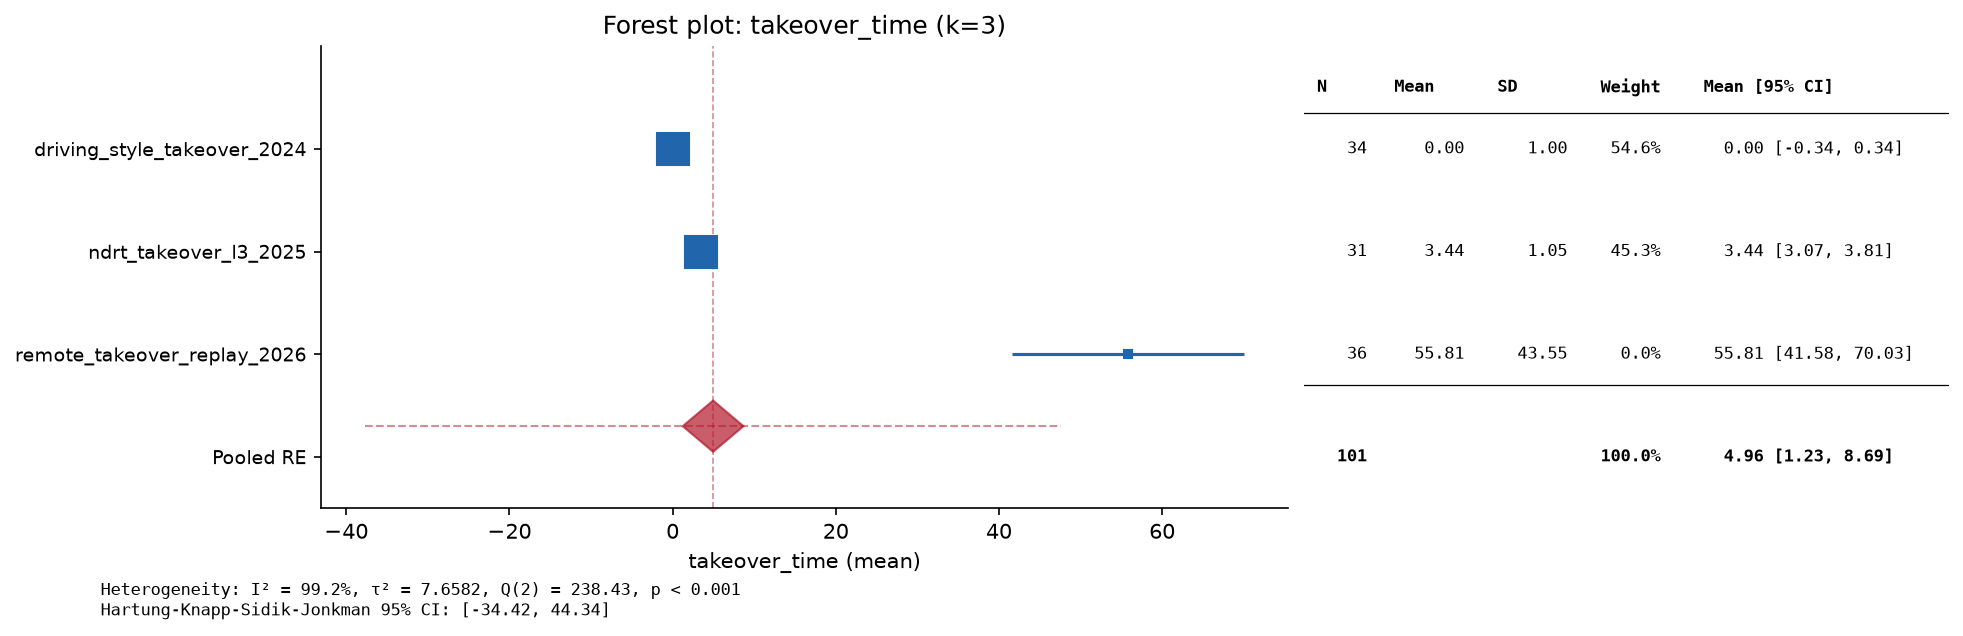 Forest plot: takeover_time (k=3)
N Mean SD Weight Mean [95% CI]
driving_style_takeover_2024 34 0.00 1.00 54.6% 0.00 [-0.34, 0.34]
ndrt_takeover_l3_2025 31 3.44 1.05 45.3% 3.44 [3.07, 3.81]
remote_takeover_replay_2026 36 55.81 43.55 0.0% 55.81 [41.58, 70.03]
Pooled RE 101 100.0% 4.96 [1.23, 8.69]
−40 −20 0 20 40 60
takeover_time (mean)
Heterogeneity: I² = 99.2%, τ² = 7.6582, Q(2) = 238.43, p < 0.001
Hartung-Knapp-Sidik-Jonkman 95% CI: [-34.42, 44.34]